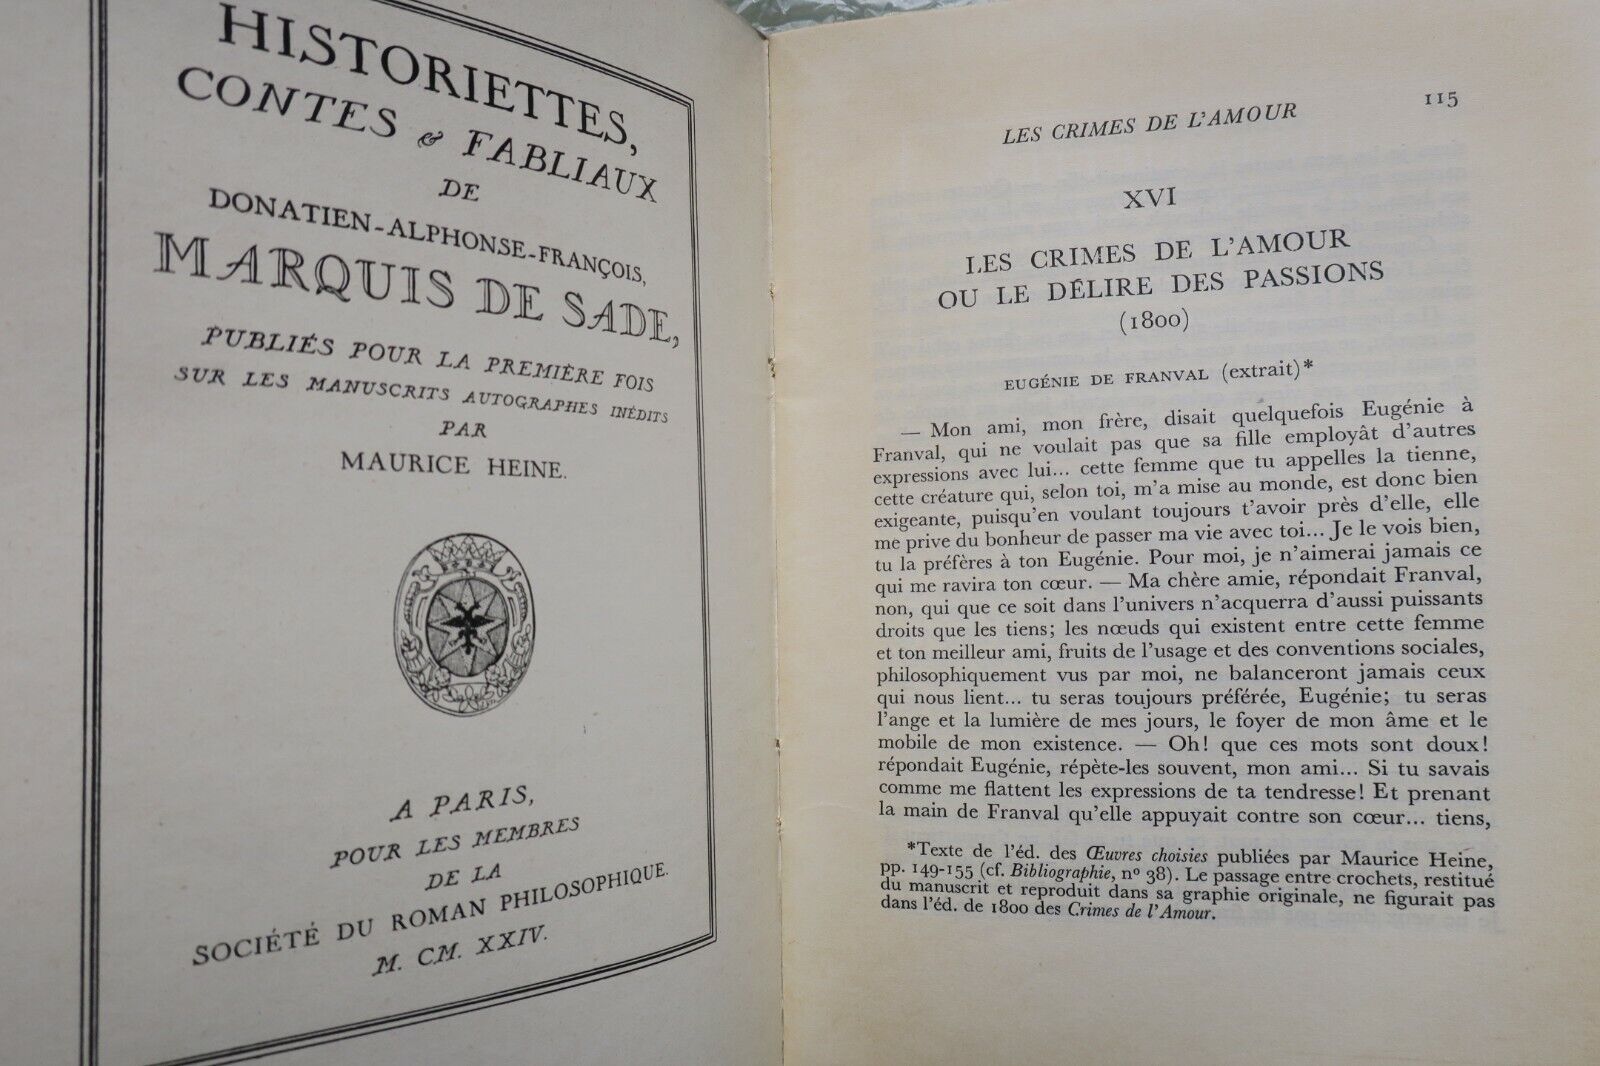 HISTORIETTES,
CONTES & FABLIAUX
DE
DONATIEN-ALPHONSE-FRANÇOIS,
MARQUIS DE SADE,
PUBLIÉS POUR LA PREMIÈRE FOIS
SUR LES MANUSCRITS AUTOGRAPHES INÉDITS
PAR
MAURICE HEINE.
A PARIS,
POUR LES MEMBRES
DE LA
SOCIÉTÉ DU ROMAN PHILOSOPHIQUE.
M. CM. XXIV.
LES CRIMES DE L'AMOUR 115
XVI
LES CRIMES DE L'AMOUR
OU LE DÉLIRE DES PASSIONS
(1800)
EUGÉNIE DE FRANVAL (extrait)*
— Mon ami, mon frère, disait quelquefois Eugénie à
Franval, qui ne voulait pas que sa fille employât d'autres
expressions avec lui... cette femme que tu appelles la tienne,
cette créature qui, selon toi, m'a mise au monde, est donc bien
exigeante, puisqu'en voulant toujours t'avoir près d'elle, elle
me prive du bonheur de passer ma vie avec toi... Je le vois bien,
tu la préfères à ton Eugénie. Pour moi, je n'aimerai jamais ce
qui me ravira ton cœur. — Ma chère amie, répondait Franval,
non, qui que ce soit dans l'univers n'acquerra d'aussi puissants
droits que les tiens; les nœuds qui existent entre cette femme
et ton meilleur ami, fruits de l'usage et des conventions sociales,
philosophiquement vus par moi, ne balanceront jamais ceux
qui nous lient... tu seras toujours préférée, Eugénie; tu seras
l'ange et la lumière de mes jours, le foyer de mon âme et le
mobile de mon existence. — Oh! que ces mots sont doux!
répondait Eugénie, répète-les souvent, mon ami... Si tu savais
comme me flattent les expressions de ta tendresse! Et prenant
la main de Franval qu'elle appuyait contre son cœur... tiens,
*Texte de l'éd. des Œuvres choisies publiées par Maurice Heine,
pp. 149-155 (cf. Bibliographie, n° 38). Le passage entre crochets, restitué
du manuscrit et reproduit dans sa graphie originale, ne figurait pas
dans l'éd. de 1800 des Crimes de l'Amour.